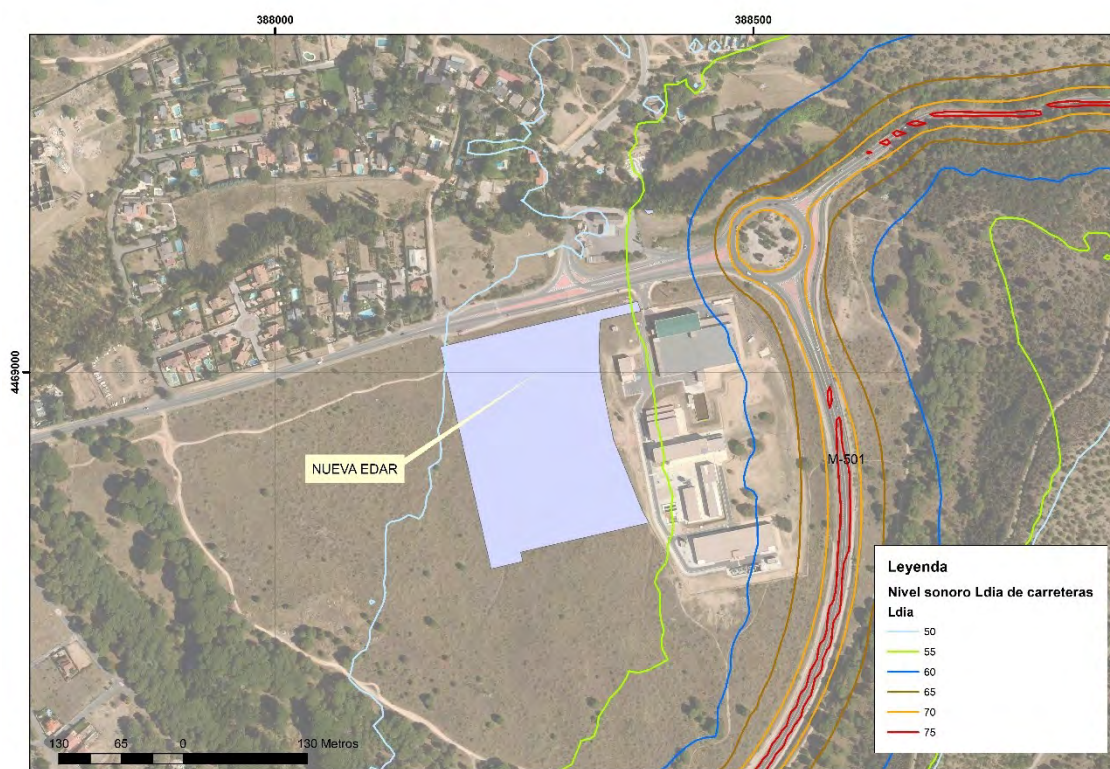 388000
388500
4469000
NUEVA EDAR
M-501
Leyenda
Nivel sonoro Ldia de carreteras
Ldia
50
55
60
65
70
75
130 65 0 130 Metros